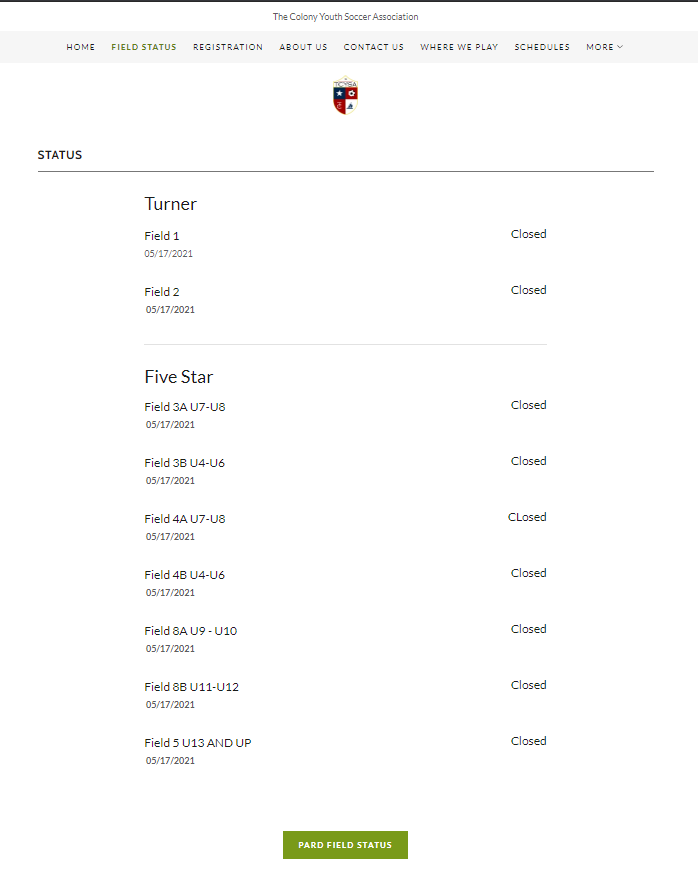 The Colony Youth Soccer Association
HOME FIELD STATUS REGISTRATION ABOUT US CONTACT US WHERE WE PLAY SCHEDULES MORE
TCYSA
STATUS
Turner
Field 1 Closed
05/17/2021
Field 2 Closed
05/17/2021
Five Star
Field 3A U7-U8 Closed
05/17/2021
Field 3B U4-U6 Closed
05/17/2021
Field 4A U7-U8 CLosed
05/17/2021
Field 4B U4-U6 Closed
05/17/2021
Field 8A U9 - U10 Closed
05/17/2021
Field 8B U11-U12 Closed
05/17/2021
Field 5 U13 AND UP Closed
05/17/2021
PARD FIELD STATUS